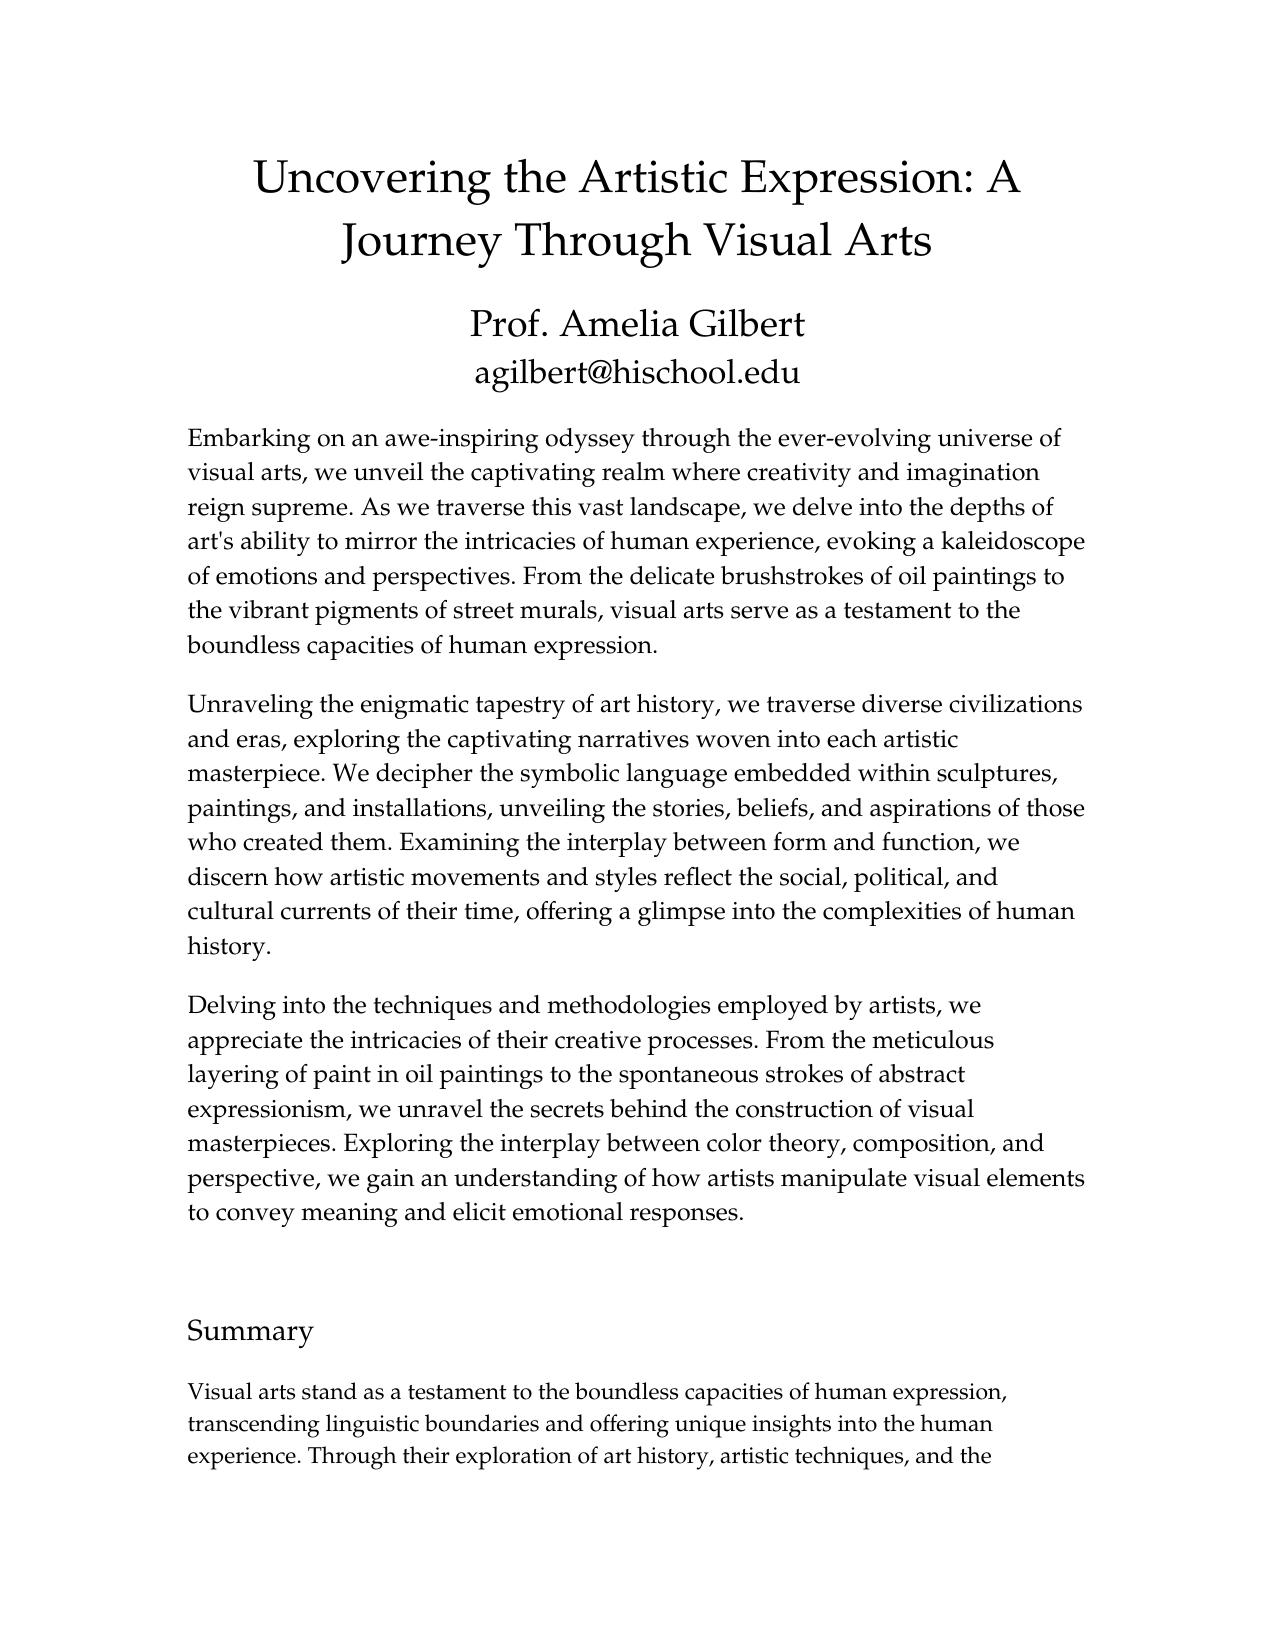 Uncovering the Artistic Expression: A
Journey Through Visual Arts
Prof. Amelia Gilbert
agilbert@hischool.edu
Embarking on an awe-inspiring odyssey through the ever-evolving universe of
visual arts, we unveil the captivating realm where creativity and imagination
reign supreme. As we traverse this vast landscape, we delve into the depths of
art's ability to mirror the intricacies of human experience, evoking a kaleidoscope
of emotions and perspectives. From the delicate brushstrokes of oil paintings to
the vibrant pigments of street murals, visual arts serve as a testament to the
boundless capacities of human expression.
Unraveling the enigmatic tapestry of art history, we traverse diverse civilizations
and eras, exploring the captivating narratives woven into each artistic
masterpiece. We decipher the symbolic language embedded within sculptures,
paintings, and installations, unveiling the stories, beliefs, and aspirations of those
who created them. Examining the interplay between form and function, we
discern how artistic movements and styles reflect the social, political, and
cultural currents of their time, offering a glimpse into the complexities of human
history.
Delving into the techniques and methodologies employed by artists, we
appreciate the intricacies of their creative processes. From the meticulous
layering of paint in oil paintings to the spontaneous strokes of abstract
expressionism, we unravel the secrets behind the construction of visual
masterpieces. Exploring the interplay between color theory, composition, and
perspective, we gain an understanding of how artists manipulate visual elements
to convey meaning and elicit emotional responses.
Summary
Visual arts stand as a testament to the boundless capacities of human expression,
transcending linguistic boundaries and offering unique insights into the human
experience. Through their exploration of art history, artistic techniques, and the